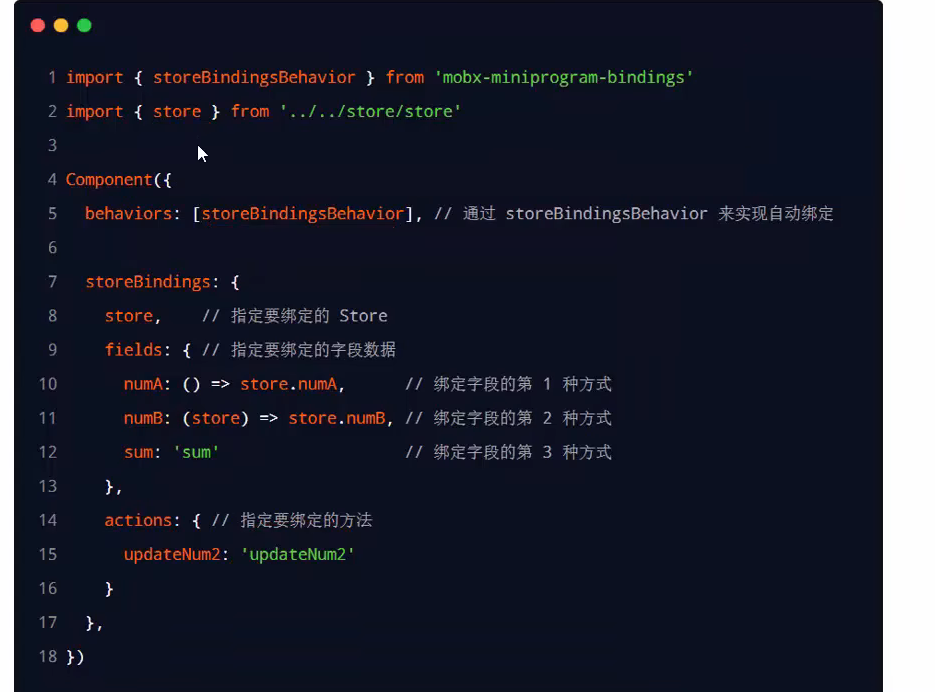 1 import { storeBindingsBehavior } from 'mobx-miniprogram-bindings'
2 import { store } from '../../store/store'
3
4 Component({
5   behaviors: [storeBindingsBehavior], // 通过 storeBindingsBehavior 来实现自动绑定
6
7   storeBindings: {
8     store,    // 指定要绑定的 Store
9     fields: { // 指定要绑定的字段数据
10       numA: () => store.numA,      // 绑定字段的第 1 种方式
11       numB: (store) => store.numB, // 绑定字段的第 2 种方式
12       sum: 'sum'                   // 绑定字段的第 3 种方式
13     },
14     actions: { // 指定要绑定的方法
15       updateNum2: 'updateNum2'
16     }
17   },
18 })